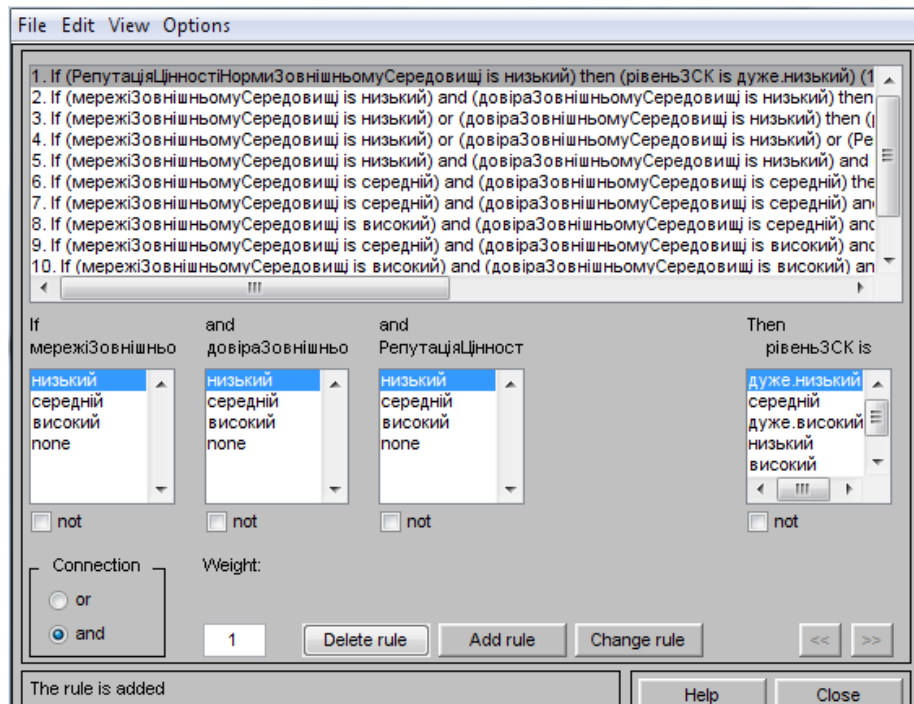 File Edit View Options
1. If (РепутаціяЦінностіНормиЗовнішньомуСередовищі is низький) then (рівеньЗСК is дуже.низький) (1
2. If (мережіЗовнішньомуСередовищі is низький) and (довіраЗовнішньомуСередовищі is низький) then
3. If (мережіЗовнішньомуСередовищі is низький) or (довіраЗовнішньомуСередовищі is низький) then (
4. If (мережіЗовнішньомуСередовищі is низький) or (довіраЗовнішньомуСередовищі is низький) or (Ре
5. If (мережіЗовнішньомуСередовищі is низький) and (довіраЗовнішньомуСередовищі is низький) and
6. If (мережіЗовнішньомуСередовищі is середній) and (довіраЗовнішньомуСередовищі is середній) the
7. If (мережіЗовнішньомуСередовищі is середній) and (довіраЗовнішньомуСередовищі is середній) an
8. If (мережіЗовнішньомуСередовищі is високий) and (довіраЗовнішньомуСередовищі is середній) and
9. If (мережіЗовнішньомуСередовищі is середній) and (довіраЗовнішньомуСередовищі is високий) and
10. If (мережіЗовнішньомуСередовищі is високий) and (довіраЗовнішньомуСередовищі is високий) an
If and and Then
мережіЗовнішньо довіраЗовнішньо РепутаціяЦінност рівеньЗСК is
низький низький низький дуже.низький
середній середній середній середній
високий високий високий дуже.високий
none none none низький
високий
not not not not
Connection Weight:
or
and 1 Delete rule Add rule Change rule << >>
The rule is added Help Close